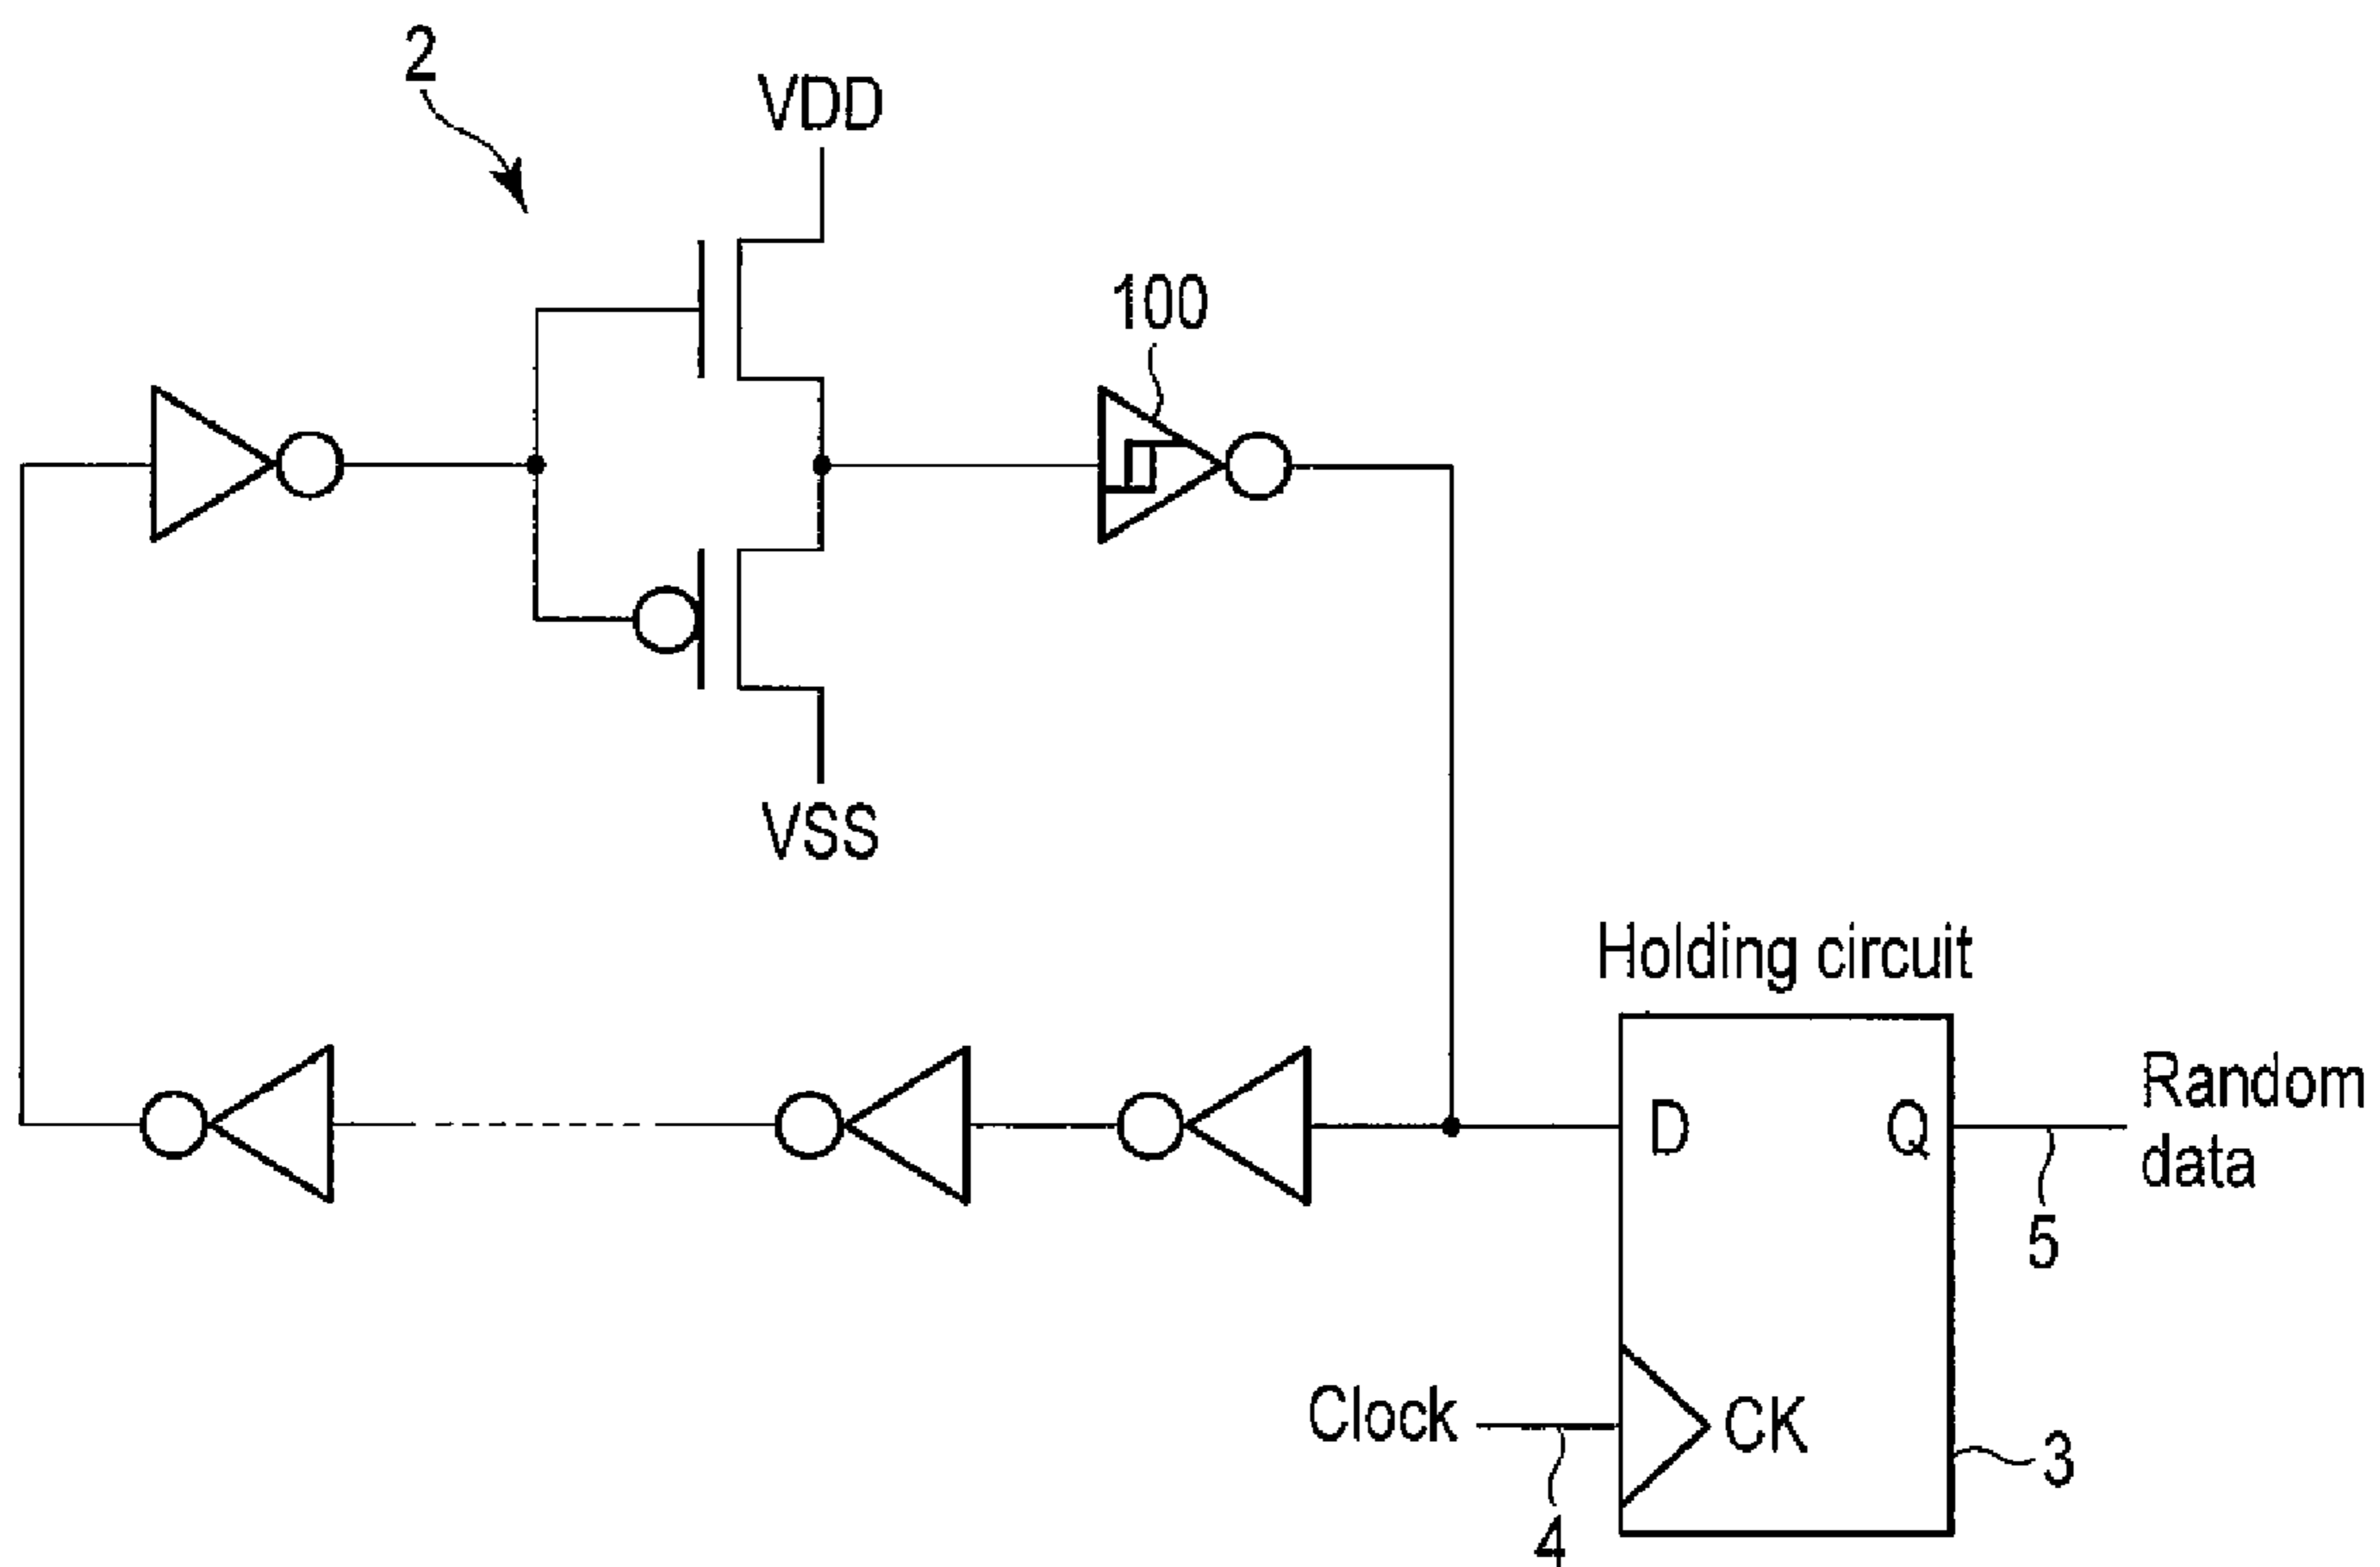 2
VDD
100
VSS
Holding circuit
D
Q
Random
data
5
Clock
CK
3
4